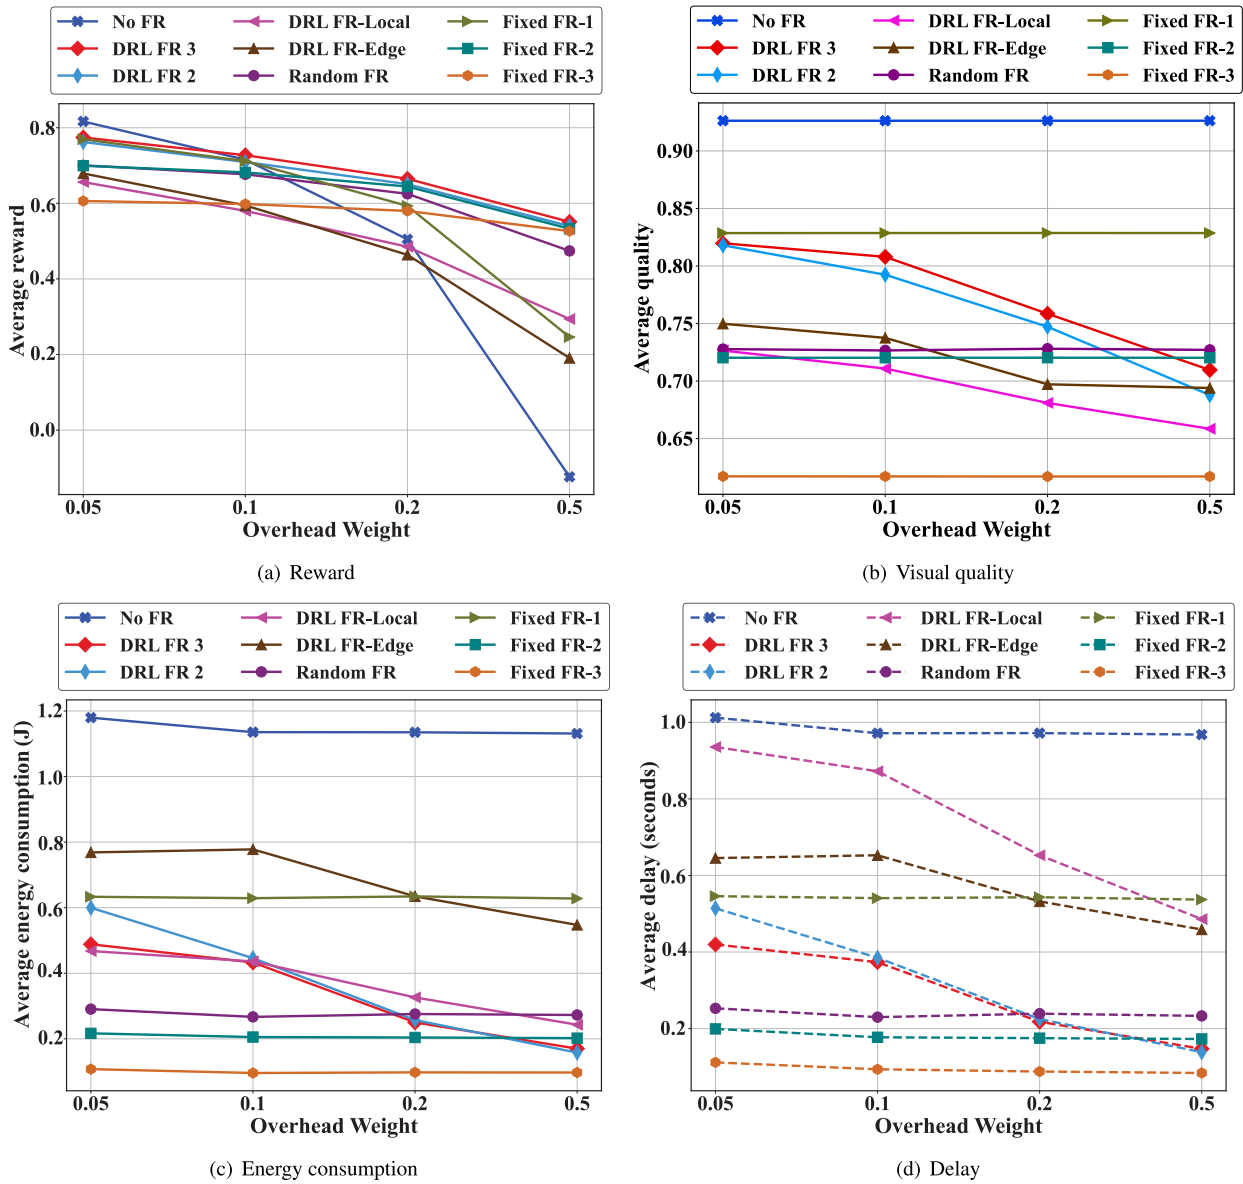 No FR DRL FR-Local Fixed FR-1
DRL FR 3 DRL FR-Edge Fixed FR-2
DRL FR 2 Random FR Fixed FR-3
Average reward
0.8
0.6
0.4
0.2
0.0
0.05 0.1 0.2 0.5
Overhead Weight
(a) Reward
No FR DRL FR-Local Fixed FR-1
DRL FR 3 DRL FR-Edge Fixed FR-2
DRL FR 2 Random FR Fixed FR-3
Average quality
0.90
0.85
0.80
0.75
0.70
0.65
0.05 0.1 0.2 0.5
Overhead Weight
(b) Visual quality
No FR DRL FR-Local Fixed FR-1
DRL FR 3 DRL FR-Edge Fixed FR-2
DRL FR 2 Random FR Fixed FR-3
Average energy consumption (J)
1.2
1.0
0.8
0.6
0.4
0.2
0.05 0.1 0.2 0.5
Overhead Weight
(c) Energy consumption
No FR DRL FR-Local Fixed FR-1
DRL FR 3 DRL FR-Edge Fixed FR-2
DRL FR 2 Random FR Fixed FR-3
Average delay (seconds)
1.0
0.8
0.6
0.4
0.2
0.05 0.1 0.2 0.5
Overhead Weight
(d) Delay